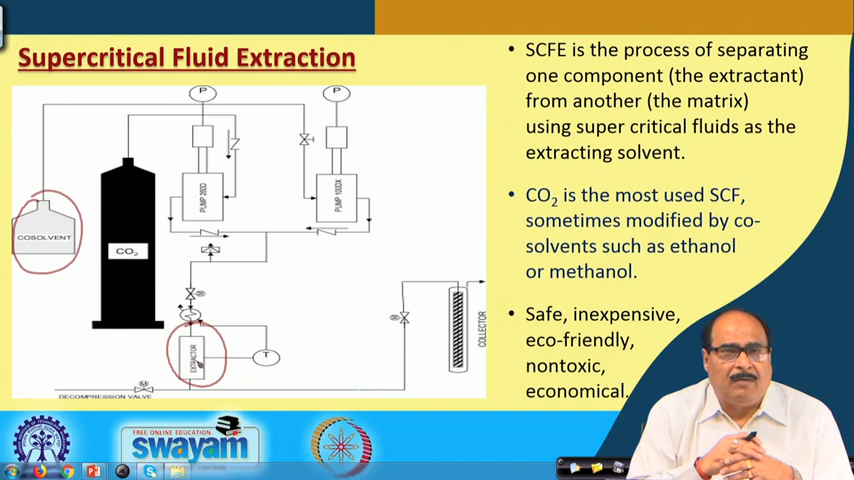 Supercritical Fluid Extraction
P
P
PUMP 260D
PUMP 100DX
COSOLVENT
CO2
EXTRACTOR
T
M
COLLECTOR
DECOMPRESSION VALVE
M
• SCFE is the process of separating
one component (the extractant)
from another (the matrix)
using super critical fluids as the
extracting solvent.
• CO₂ is the most used SCF,
sometimes modified by co-
solvents such as ethanol
or methanol.
• Safe, inexpensive,
eco-friendly,
nontoxic,
economical.
FREE ONLINE EDUCATION
swayam